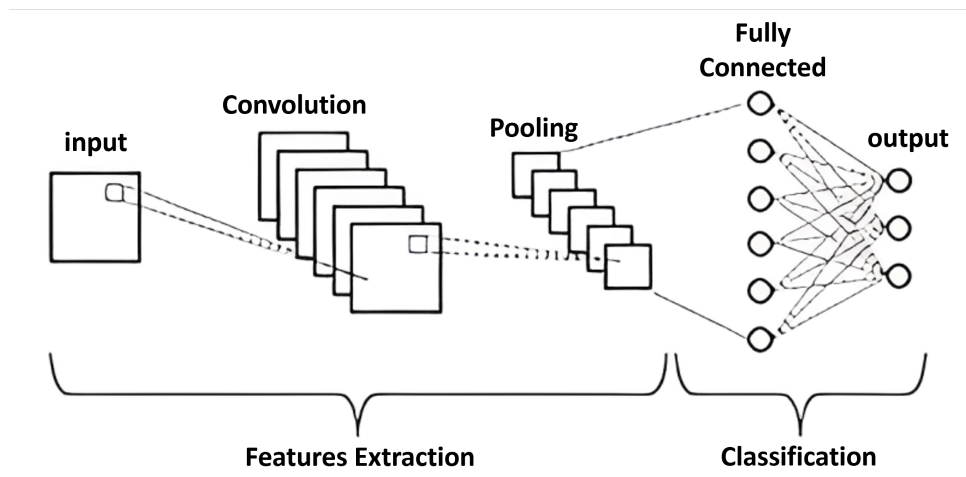 input
Convolution
Pooling
Fully
Connected
output
Features Extraction
Classification